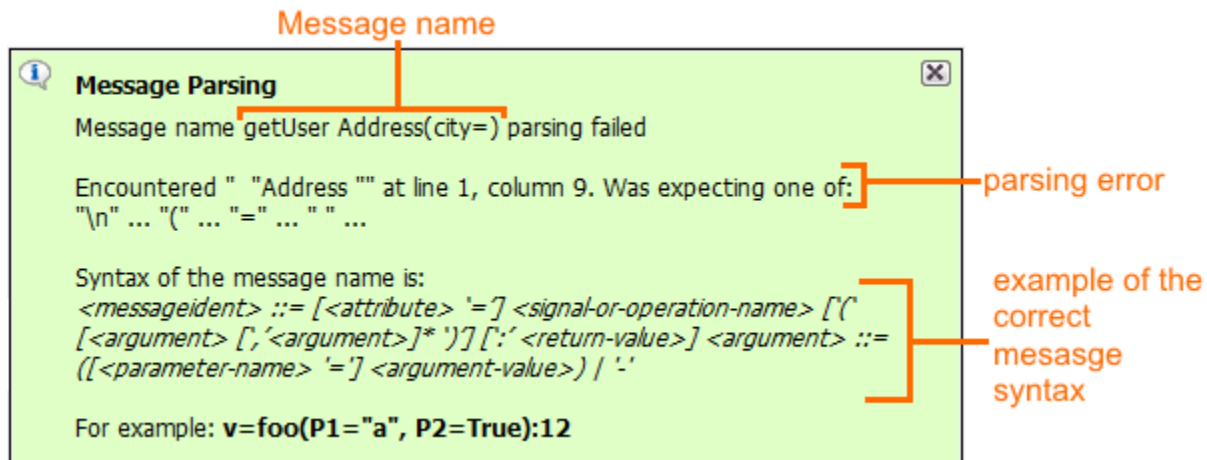 Message name
Message Parsing
Message name getUser Address(city=) parsing failed
Encountered " "Address "" at line 1, column 9. Was expecting one of:
"\n" ... "(" ... "=" ... " " ...
parsing error
Syntax of the message name is:
<messageident> ::= [<attribute> '='] <signal-or-operation-name> ['('
[<argument> [','<argument>]* ')'] [':' <return-value>] <argument> ::=
([<parameter-name> '='] <argument-value>) | '-'
example of the
correct
mesasge
syntax
For example: v=foo(P1="a", P2=True):12